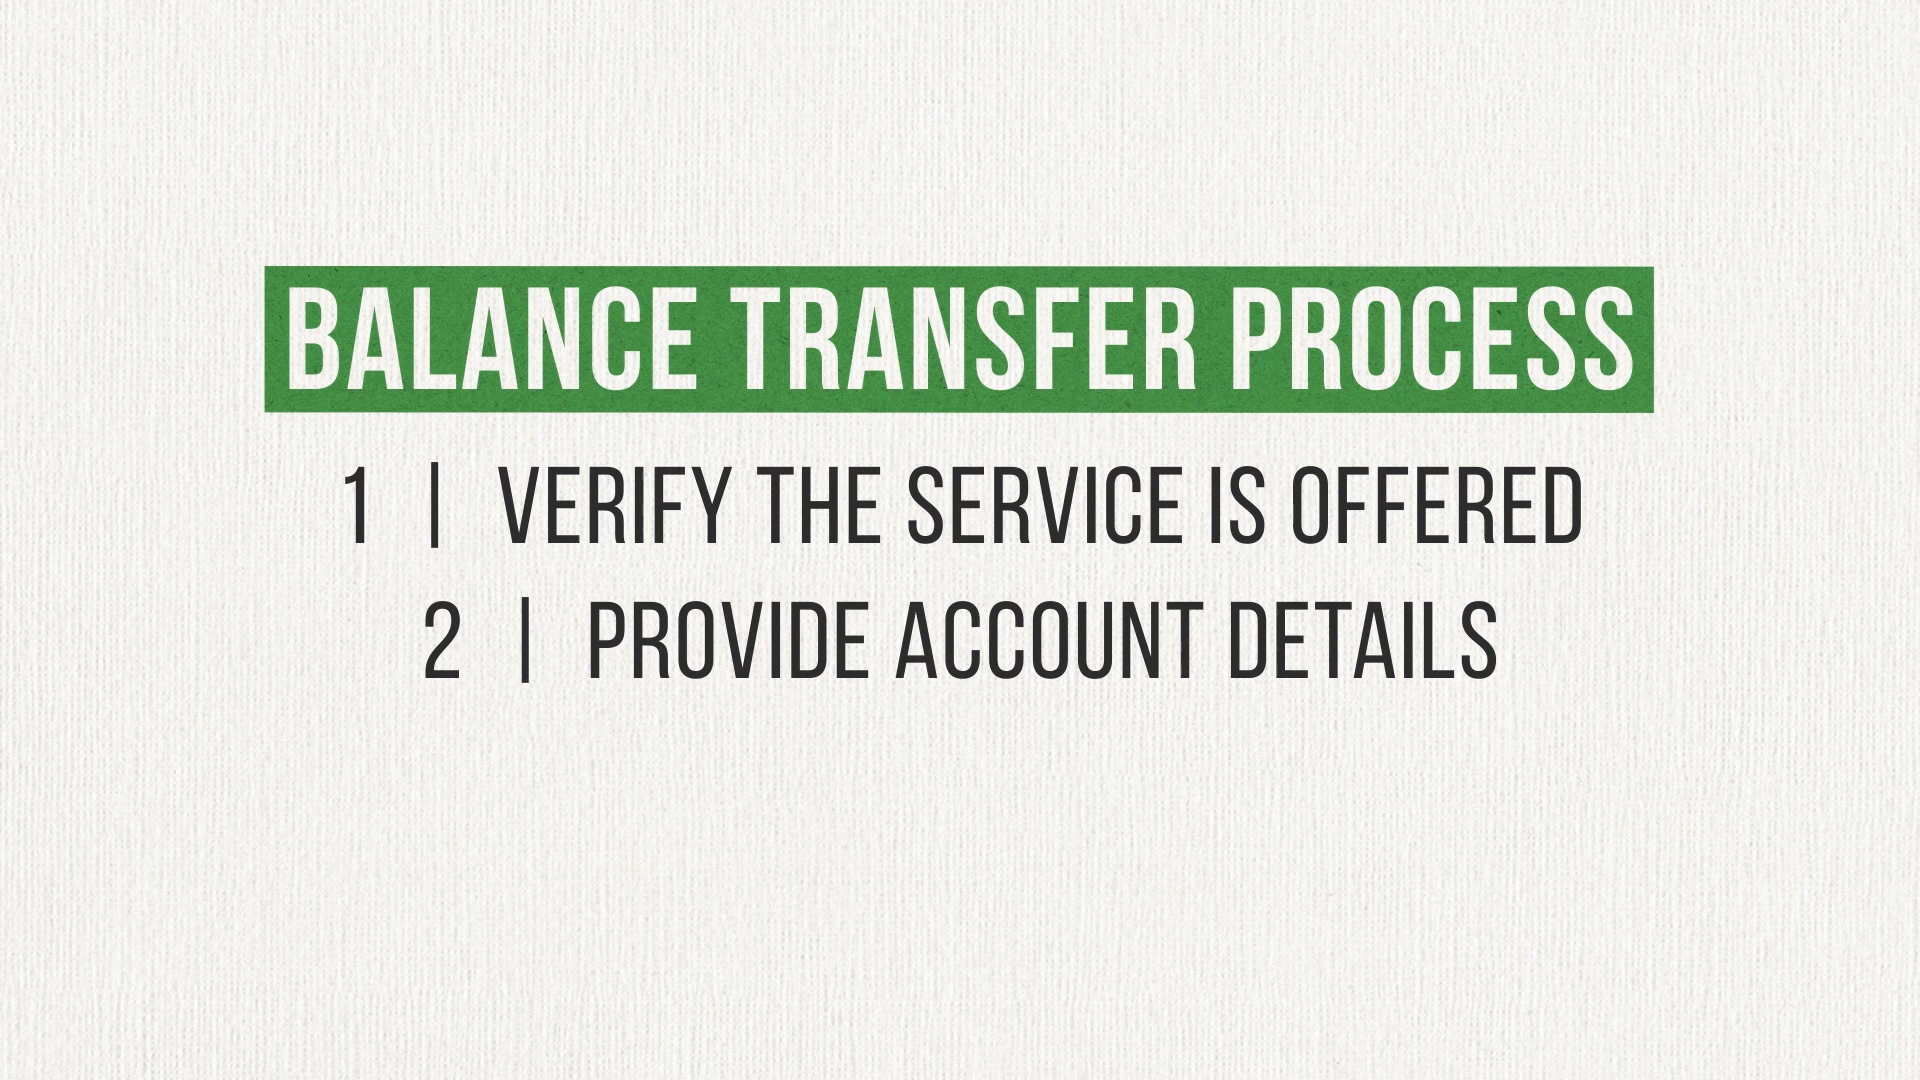 BALANCE TRANSFER PROCESS
1 | VERIFY THE SERVICE IS OFFERED
2 | PROVIDE ACCOUNT DETAILS